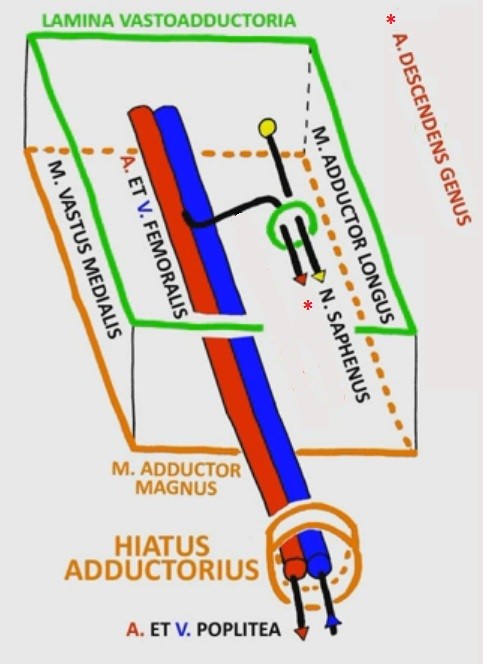 LAMINA VASTOADDUCTORIA
* A. DESCENDENS GENUS
M. VASTUS MEDIALIS
A. ET V. FEMORALIS
M. ADDUCTOR LONGUS
* N. SAPHENUS
M. ADDUCTOR
MAGNUS
HIATUS
ADDUCTORIUS
A. ET V. POPLITEA